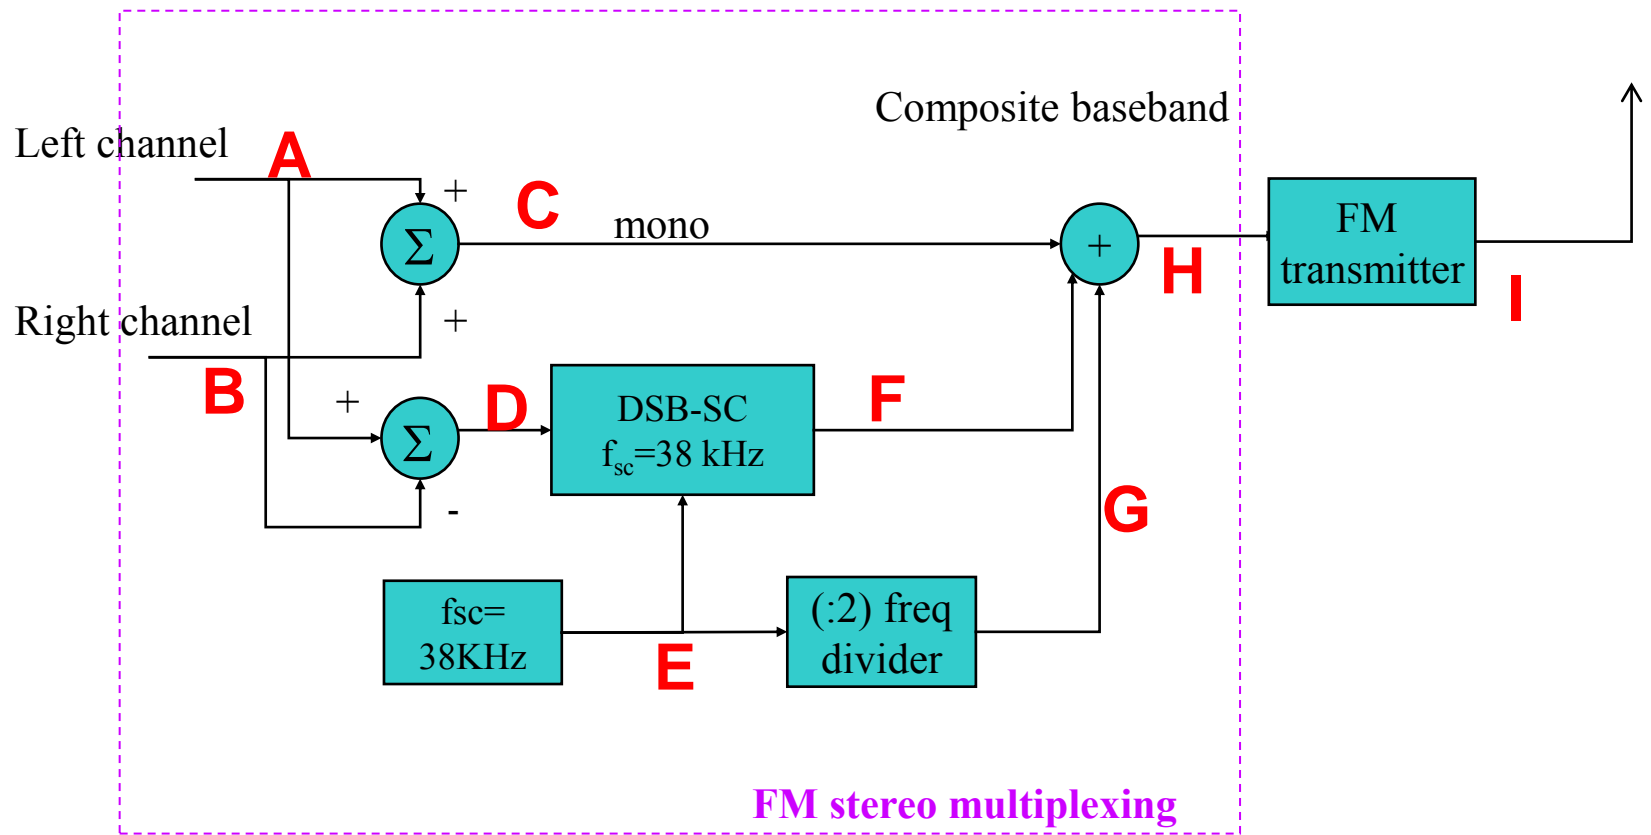 Composite baseband
Left channel
A
+
C
mono
Σ
+
H
FM
transmitter
I
Right channel
+
B
+
D
Σ
-
DSB-SC
fsc=38 kHz
F
G
fsc=
38KHz
E
(:2) freq
divider
FM stereo multiplexing